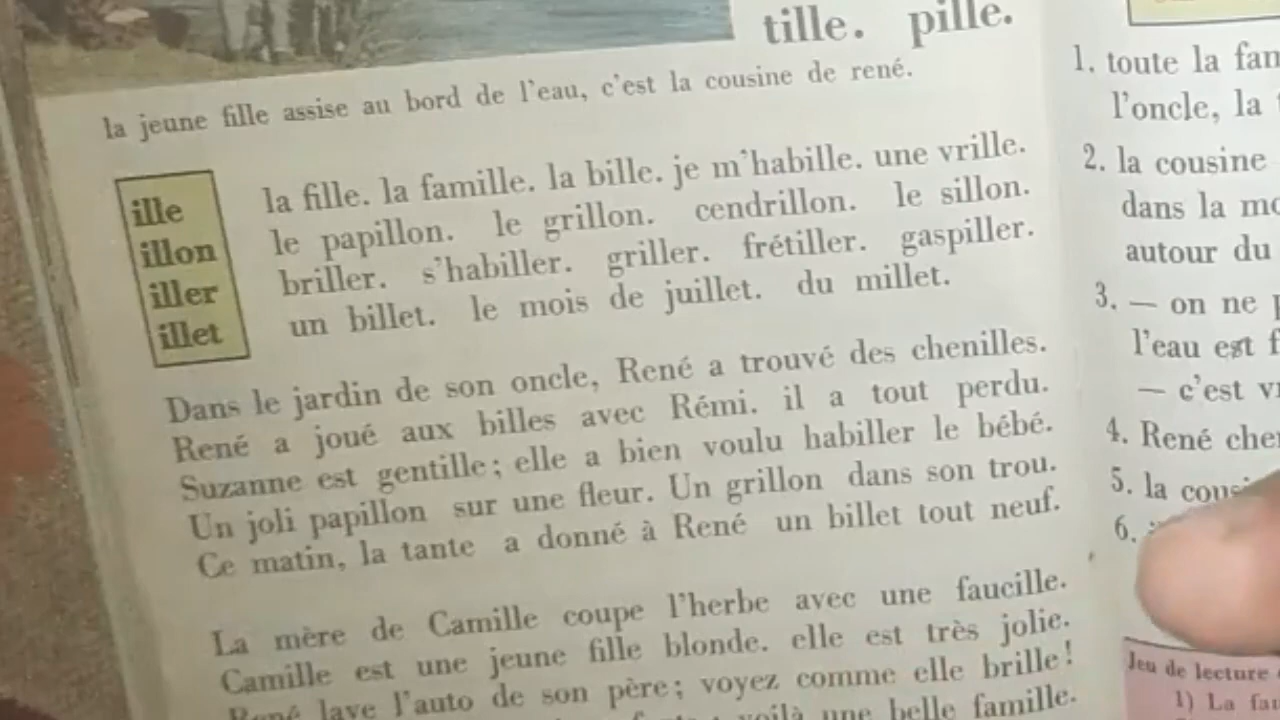 tille. pille.
la jeune fille assise au bord de l'eau, c'est la cousine de rené.
ille
illon
iller
illet
la fille. la famille. la bille. je m'habille. une vrille.
le papillon. le grillon. cendrillon. le sillon.
briller. s'habiller. griller. frétiller. gaspiller.
un billet. le mois de juillet. du millet.
Dans le jardin de son oncle, René a trouvé des chenilles.
René a joué aux billes avec Rémi. il a tout perdu.
Suzanne est gentille; elle a bien voulu habiller le bébé.
Un joli papillon sur une fleur. Un grillon dans son trou.
Ce matin, la tante a donné à René un billet tout neuf.
La mère de Camille coupe l'herbe avec une faucille.
Camille est une jeune fille blonde. elle est très jolie.
René lave l'auto de son père; voyez comme elle brille!
voilà une belle famille.
1. toute la
l'oncle, la
2. la cousine
dans la
autour du
3. — on ne
l'eau est
— c'est
4. René
5. la
6.
Jeu de lecture
1) La